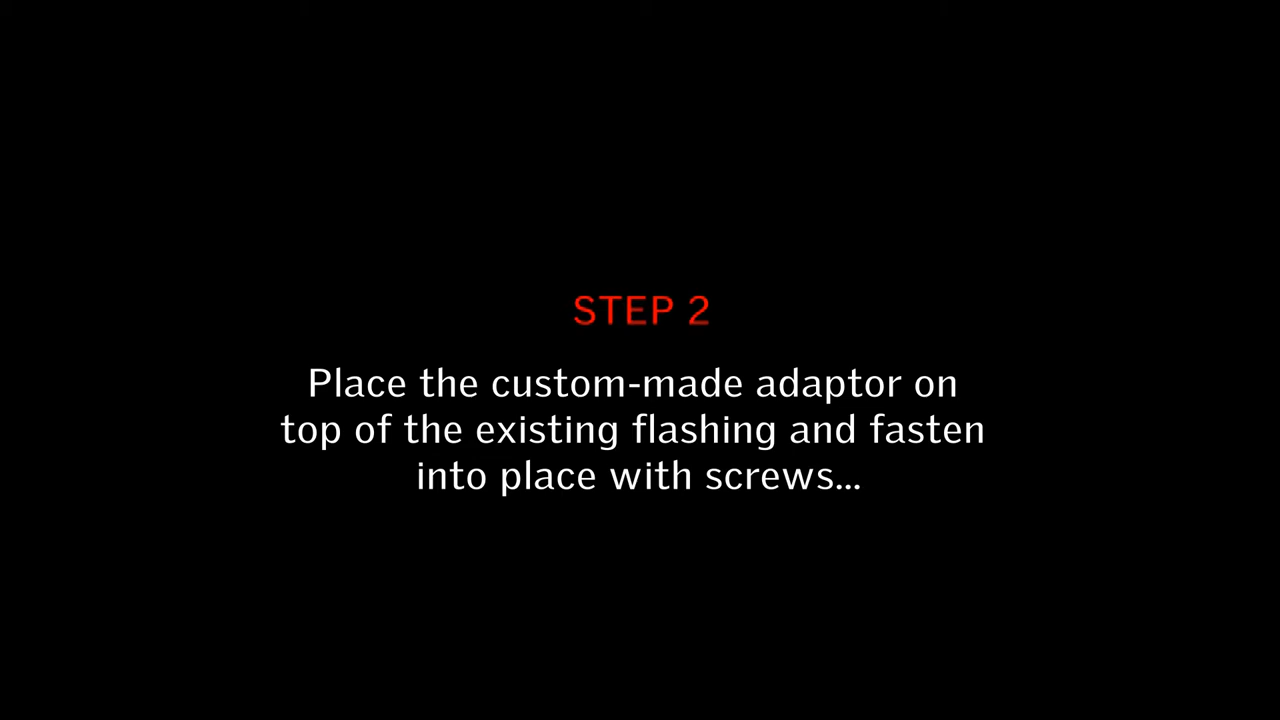 STEP 2
Place the custom-made adaptor on
top of the existing flashing and fasten
into place with screws...